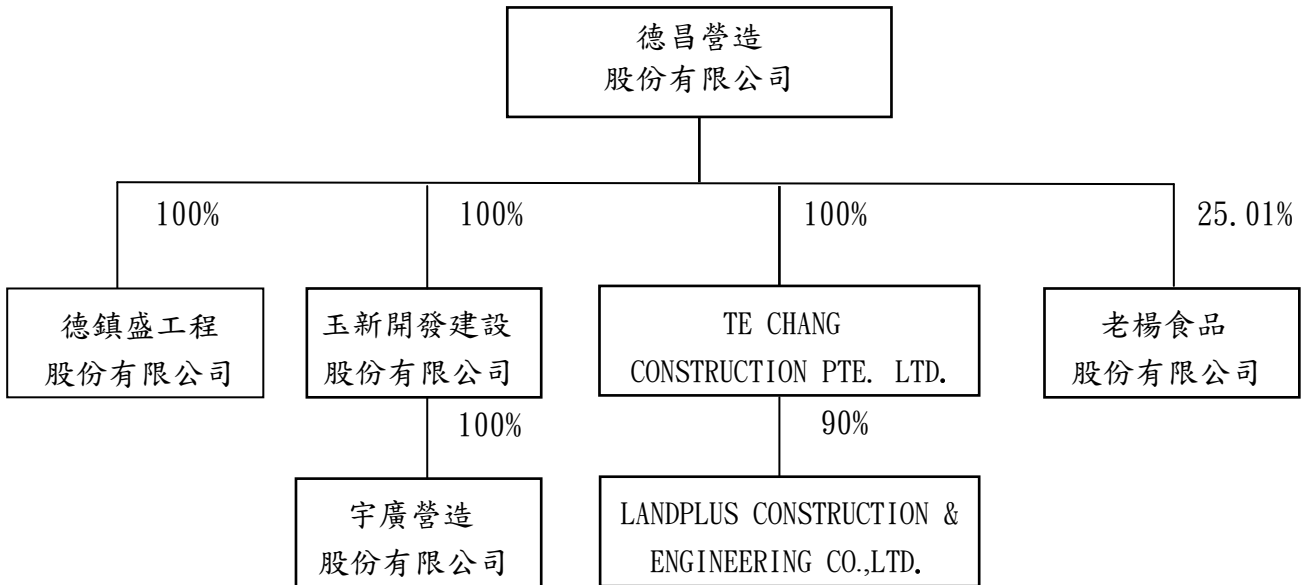 德昌營造
股份有限公司
100%
100%
100%
25.01%
德鎮盛工程
股份有限公司
玉新開發建設
股份有限公司
TE CHANG
CONSTRUCTION PTE. LTD.
老楊食品
股份有限公司
100%
90%
宇廣營造
股份有限公司
LANDPLUS CONSTRUCTION &
ENGINEERING CO.,LTD.